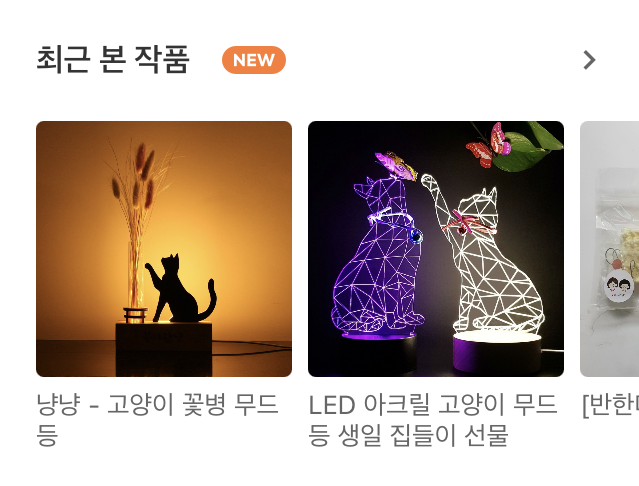 최근 본 작품 NEW
냥냥 - 고양이 꽃병 무드
등
LED 아크릴 고양이 무드
등 생일 집들이 선물
[반한